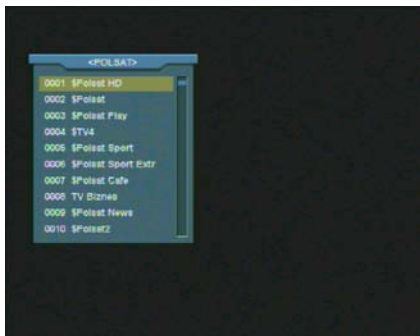 <POLSAT>
0001 $Polsat HD
0002 $Polsat
0003 $Polsat Play
0004 $TV4
0005 $Polsat Sport
0006 $Polsat Sport Extr
0007 $Polsat Cafe
0008 TV Biznes
0009 $Polsat News
0010 $Polsat2